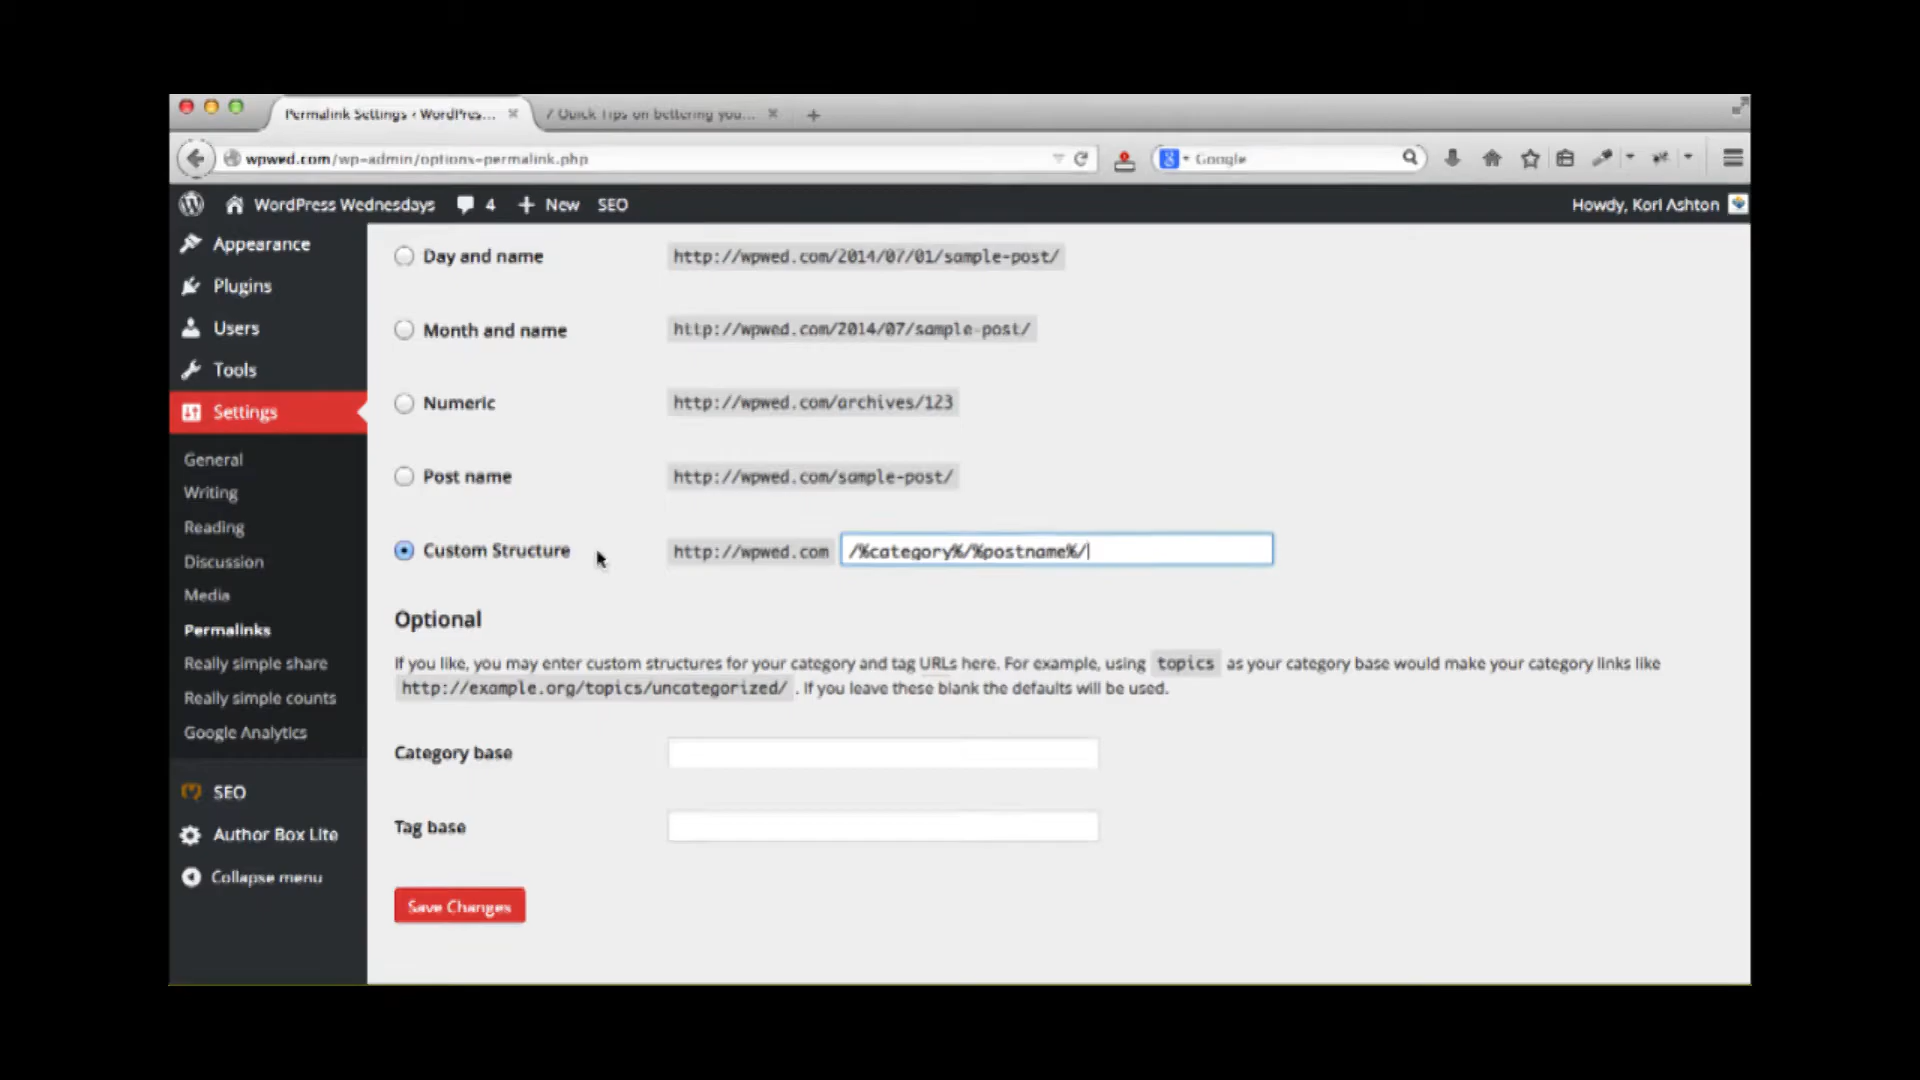 Permalink Settings ‹ WordPres...
7 Quick Tips on bettering you...
wpwed.com/wp-admin/options-permalink.php
Google
WordPress Wednesdays
4
New
SEO
Howdy, Kori Ashton
Appearance
Plugins
Users
Tools
Settings
General
Writing
Reading
Discussion
Media
Permalinks
Really simple share
Really simple counts
Google Analytics
SEO
Author Box Lite
Collapse menu
Day and name
http://wpwed.com/2014/07/01/sample-post/
Month and name
http://wpwed.com/2014/07/sample-post/
Numeric
http://wpwed.com/archives/123
Post name
http://wpwed.com/sample-post/
Custom Structure
http://wpwed.com
/%category%/%postname%/
Optional
If you like, you may enter custom structures for your category and tag URLs here. For example, using topics as your category base would make your category links like
http://example.org/topics/uncategorized/ . If you leave these blank the defaults will be used.
Category base
Tag base
Save Changes